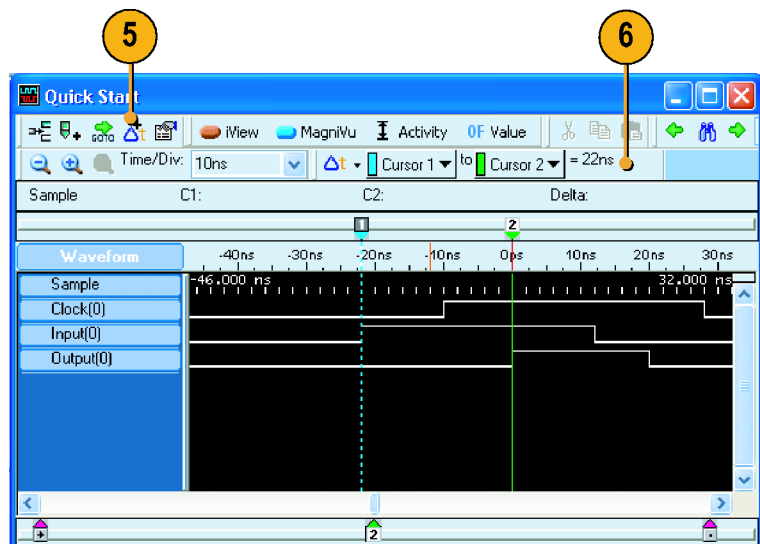 5 6
Quick Start
GOTO Δt iView MagniVu Activity 0F Value
Time/Div: 10ns Δt Cursor 1 to Cursor 2 = 22ns
Sample C1: C2: Delta:
1 2
Waveform -40ns -30ns -20ns -10ns 0ps 10ns 20ns 30ns
Sample -46.000 ns 32.000 ns
Clock(0)
Input(0)
Output(0)
2